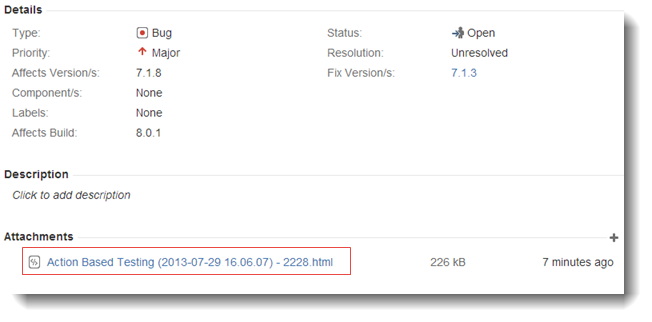 Details
Type: Bug Status: Open
Priority: Major Resolution: Unresolved
Affects Version/s: 7.1.8 Fix Version/s: 7.1.3
Component/s: None
Labels: None
Affects Build: 8.0.1
Description
Click to add description
Attachments +
Action Based Testing (2013-07-29 16.06.07) - 2228.html 226 kB 7 minutes ago